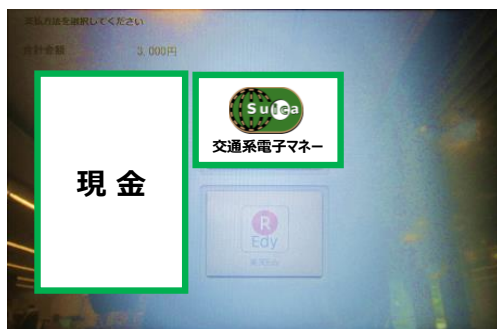 支払方法を選択してください
合計金額 3,000円
現金
Suica
交通系電子マネー
R
Edy